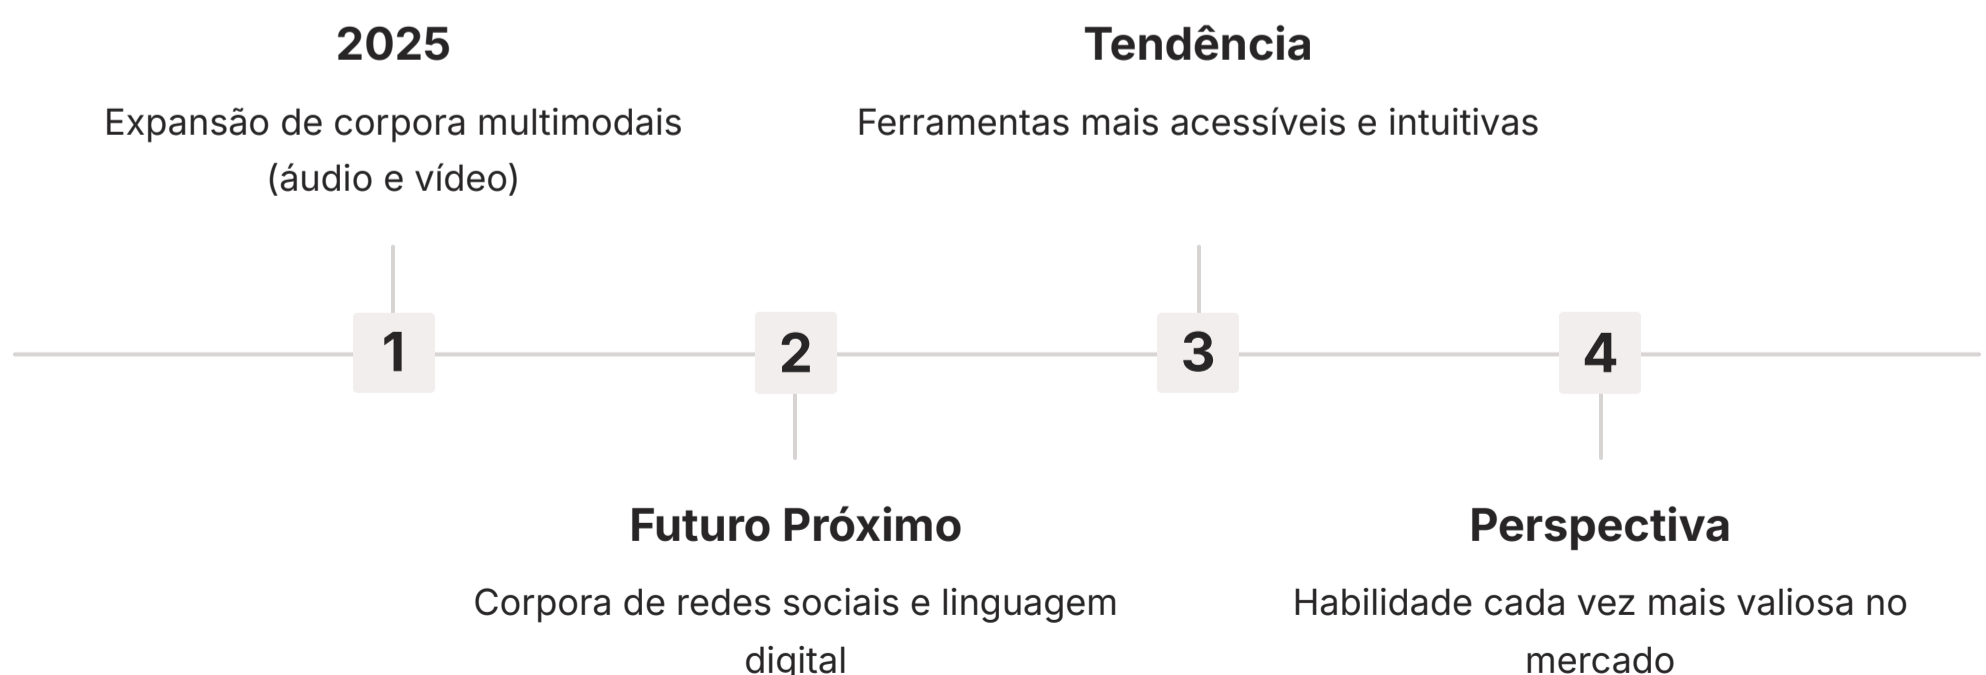 2025
Expansão de corpora multimodais
(áudio e vídeo)
Tendência
Ferramentas mais acessíveis e intuitivas
1
2
3
4
Futuro Próximo
Corpora de redes sociais e linguagem
digital
Perspectiva
Habilidade cada vez mais valiosa no
mercado